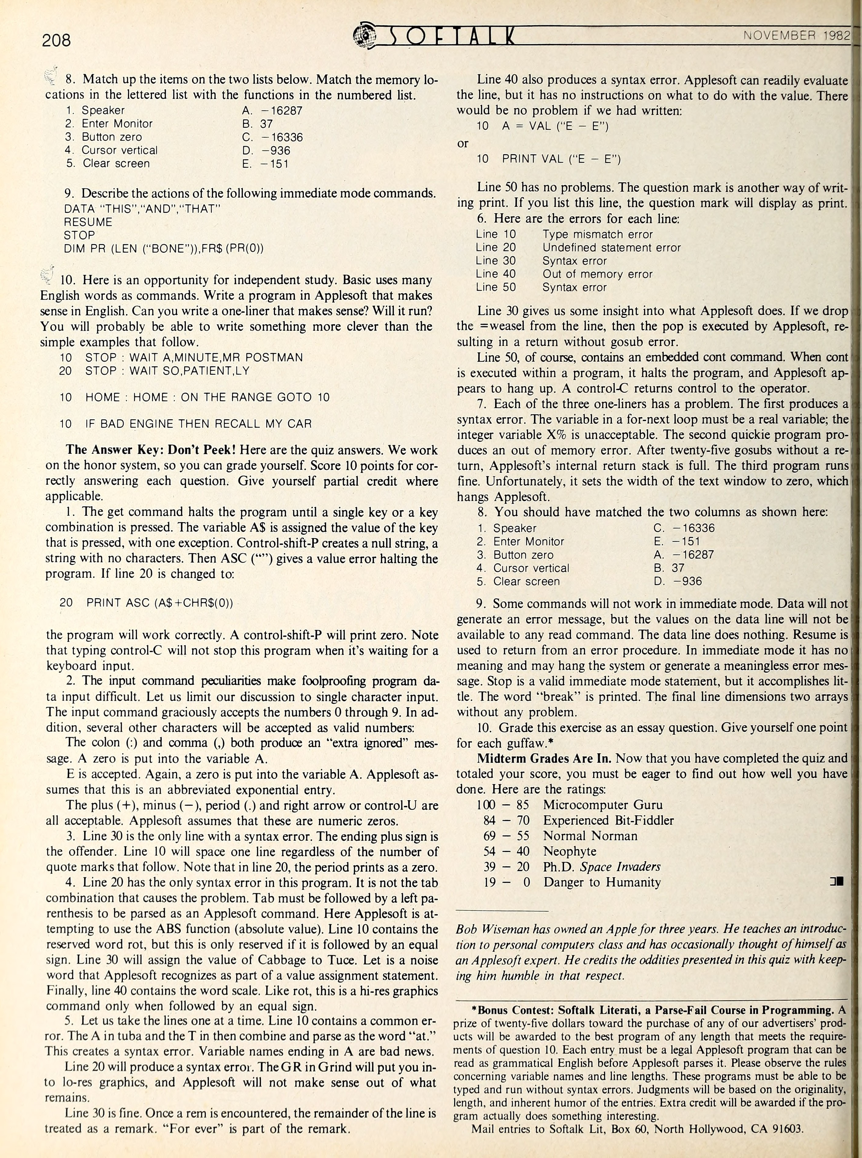 208
SOFTALK
NOVEMBER 1982
8. Match up the items on the two lists below. Match the memory lo-
cations in the lettered list with the functions in the numbered list.
1. Speaker A. −16287
2. Enter Monitor B. 37
3. Button zero C. −16336
4. Cursor vertical D. −936
5. Clear screen E. −151
9. Describe the actions of the following immediate mode commands.
DATA "THIS","AND","THAT"
RESUME
STOP
DIM PR (LEN ("BONE")),FR$ (PR(0))
10. Here is an opportunity for independent study. Basic uses many
English words as commands. Write a program in Applesoft that makes
sense in English. Can you write a one-liner that makes sense? Will it run?
You will probably be able to write something more clever than the
simple examples that follow.
10 STOP : WAIT A,MINUTE,MR POSTMAN
20 STOP : WAIT SO,PATIENT,LY
10 HOME : HOME : ON THE RANGE GOTO 10
10 IF BAD ENGINE THEN RECALL MY CAR
The Answer Key: Don't Peek! Here are the quiz answers. We work
on the honor system, so you can grade yourself. Score 10 points for cor-
rectly answering each question. Give yourself partial credit where
applicable.
1. The get command halts the program until a single key or a key
combination is pressed. The variable A$ is assigned the value of the key
that is pressed, with one exception. Control-shift-P creates a null string, a
string with no characters. Then ASC ("") gives a value error halting the
program. If line 20 is changed to:
20 PRINT ASC (A$+CHR$(0))
the program will work correctly. A control-shift-P will print zero. Note
that typing control-C will not stop this program when it's waiting for a
keyboard input.
2. The input command peculiarities make foolproofing program da-
ta input difficult. Let us limit our discussion to single character input.
The input command graciously accepts the numbers 0 through 9. In ad-
dition, several other characters will be accepted as valid numbers:
The colon (:) and comma (,) both produce an "extra ignored" mes-
sage. A zero is put into the variable A.
E is accepted. Again, a zero is put into the variable A. Applesoft as-
sumes that this is an abbreviated exponential entry.
The plus (+), minus (−), period (.) and right arrow or control-U are
all acceptable. Applesoft assumes that these are numeric zeros.
3. Line 30 is the only line with a syntax error. The ending plus sign is
the offender. Line 10 will space one line regardless of the number of
quote marks that follow. Note that in line 20, the period prints as a zero.
4. Line 20 has the only syntax error in this program. It is not the tab
combination that causes the problem. Tab must be followed by a left pa-
renthesis to be parsed as an Applesoft command. Here Applesoft is at-
tempting to use the ABS function (absolute value). Line 10 contains the
reserved word rot, but this is only reserved if it is followed by an equal
sign. Line 30 will assign the value of Cabbage to Tuce. Let is a noise
word that Applesoft recognizes as part of a value assignment statement.
Finally, line 40 contains the word scale. Like rot, this is a hi-res graphics
command only when followed by an equal sign.
5. Let us take the lines one at a time. Line 10 contains a common er-
ror. The A in tuba and the T in then combine and parse as the word "at."
This creates a syntax error. Variable names ending in A are bad news.
Line 20 will produce a syntax error. The GR in Grind will put you in-
to lo-res graphics, and Applesoft will not make sense out of what
remains.
Line 30 is fine. Once a rem is encountered, the remainder of the line is
treated as a remark. "For ever" is part of the remark.
Line 40 also produces a syntax error. Applesoft can readily evaluate
the line, but it has no instructions on what to do with the value. There
would be no problem if we had written:
10 A = VAL ("E − E")
or
10 PRINT VAL ("E − E")
Line 50 has no problems. The question mark is another way of writ-
ing print. If you list this line, the question mark will display as print.
6. Here are the errors for each line:
Line 10 Type mismatch error
Line 20 Undefined statement error
Line 30 Syntax error
Line 40 Out of memory error
Line 50 Syntax error
Line 30 gives us some insight into what Applesoft does. If we drop
the =weasel from the line, then the pop is executed by Applesoft, re-
sulting in a return without gosub error.
Line 50, of course, contains an embedded cont command. When cont
is executed within a program, it halts the program, and Applesoft ap-
pears to hang up. A control-C returns control to the operator.
7. Each of the three one-liners has a problem. The first produces a
syntax error. The variable in a for-next loop must be a real variable; the
integer variable X% is unacceptable. The second quickie program pro-
duces an out of memory error. After twenty-five gosubs without a re-
turn, Applesoft's internal return stack is full. The third program runs
fine. Unfortunately, it sets the width of the text window to zero, which
hangs Applesoft.
8. You should have matched the two columns as shown here:
1. Speaker C. −16336
2. Enter Monitor E. −151
3. Button zero A. −16287
4. Cursor vertical B. 37
5. Clear screen D. −936
9. Some commands will not work in immediate mode. Data will not
generate an error message, but the values on the data line will not be
available to any read command. The data line does nothing. Resume is
used to return from an error procedure. In immediate mode it has no
meaning and may hang the system or generate a meaningless error mes-
sage. Stop is a valid immediate mode statement, but it accomplishes lit-
tle. The word "break" is printed. The final line dimensions two arrays
without any problem.
10. Grade this exercise as an essay question. Give yourself one point
for each guffaw.*
Midterm Grades Are In. Now that you have completed the quiz and
totaled your score, you must be eager to find out how well you have
done. Here are the ratings:
100 − 85 Microcomputer Guru
84 − 70 Experienced Bit-Fiddler
69 − 55 Normal Norman
54 − 40 Neophyte
39 − 20 Ph.D. Space Invaders
19 − 0 Danger to Humanity
Bob Wiseman has owned an Apple for three years. He teaches an introduc-
tion to personal computers class and has occasionally thought of himself as
an Applesoft expert. He credits the oddities presented in this quiz with keep-
ing him humble in that respect.
*Bonus Contest: Softalk Literati, a Parse-Fail Course in Programming. A
prize of twenty-five dollars toward the purchase of any of our advertisers' prod-
ucts will be awarded to the best program of any length that meets the require-
ments of question 10. Each entry must be a legal Applesoft program that can be
read as grammatical English before Applesoft parses it. Please observe the rules
concerning variable names and line lengths. These programs must be able to be
typed and run without syntax errors. Judgments will be based on the originality,
length, and inherent humor of the entries. Extra credit will be awarded if the pro-
gram actually does something interesting.
Mail entries to Softalk Lit, Box 60, North Hollywood, CA 91603.